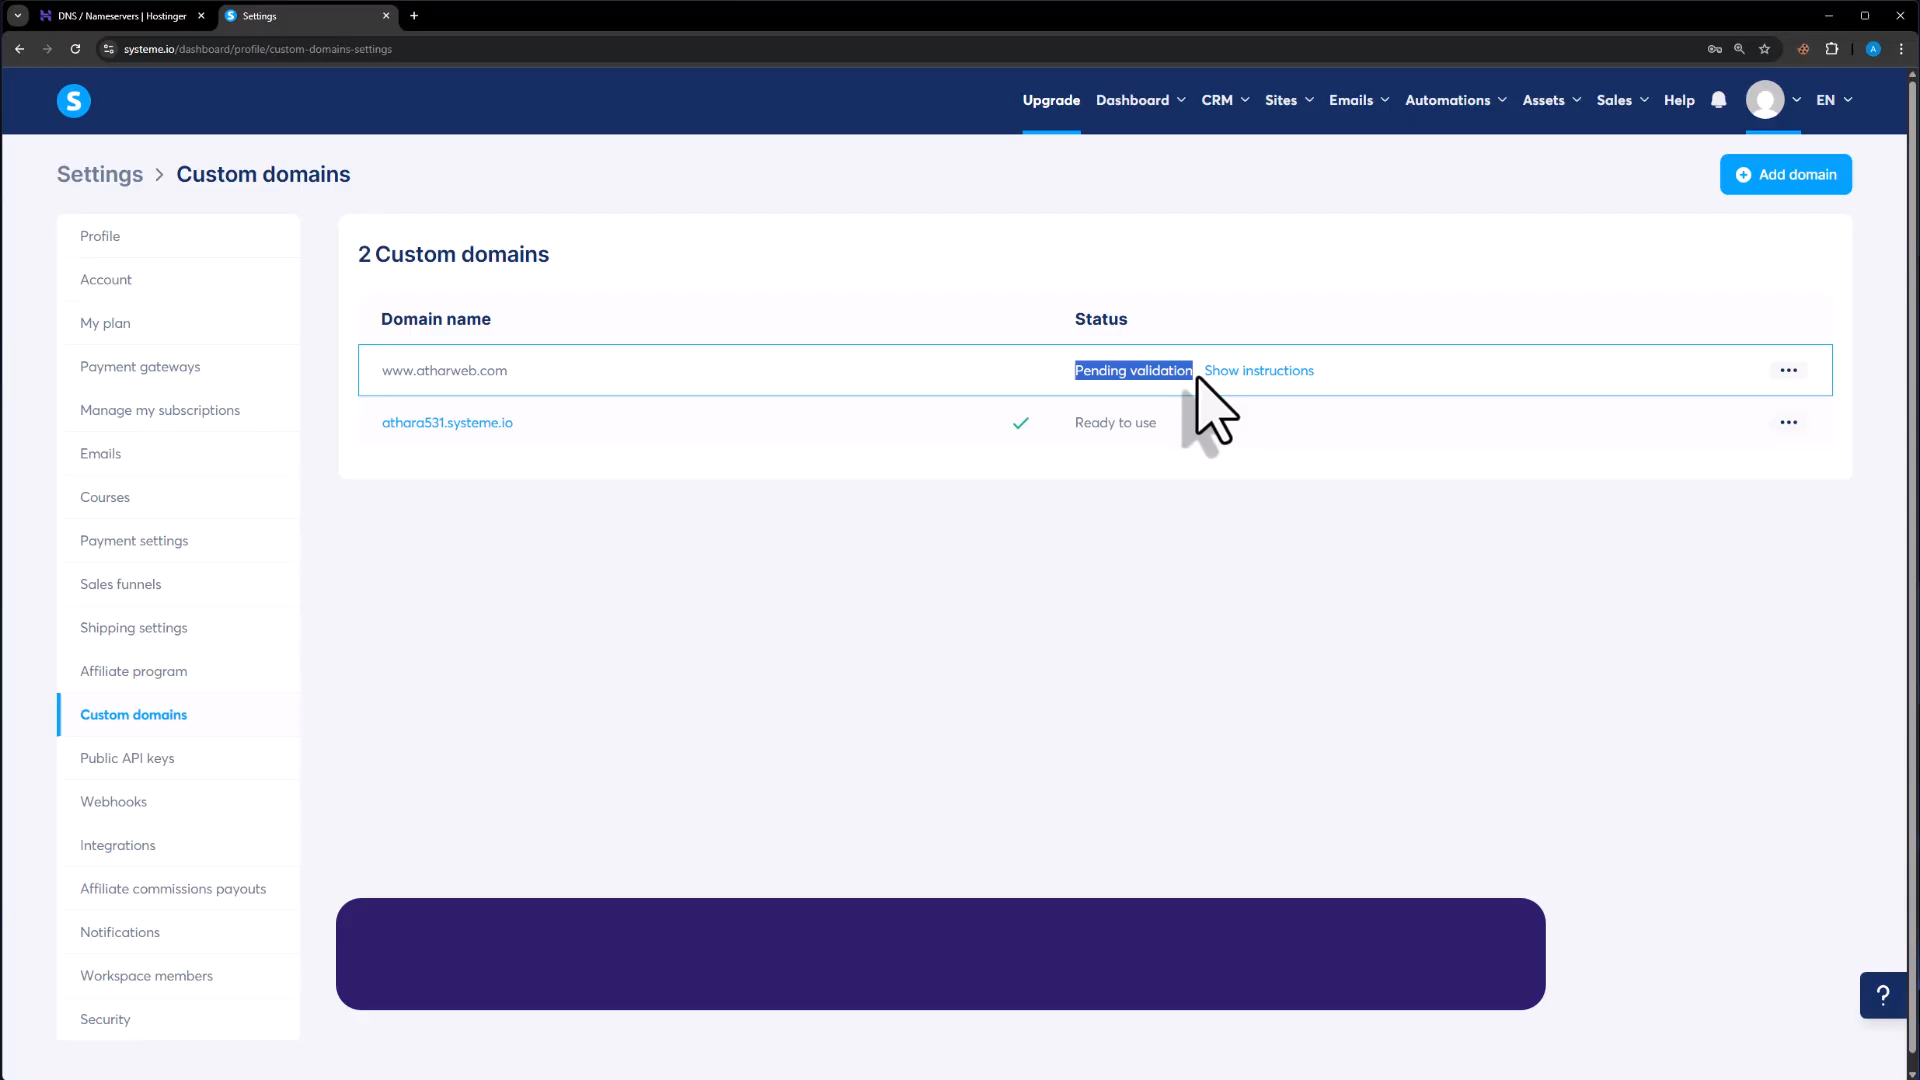 DNS / Nameservers | Hostinger
Settings
systeme.io/dashboard/profile/custom-domains-settings
A
S
Upgrade Dashboard CRM Sites Emails Automations Assets Sales Help EN
Settings > Custom domains
Add domain
Profile
Account
My plan
Payment gateways
Manage my subscriptions
Emails
Courses
Payment settings
Sales funnels
Shipping settings
Affiliate program
Custom domains
Public API keys
Webhooks
Integrations
Affiliate commissions payouts
Notifications
Workspace members
Security
2 Custom domains
Domain name Status
www.atharweb.com Pending validation Show instructions
athara531.systeme.io Ready to use
?